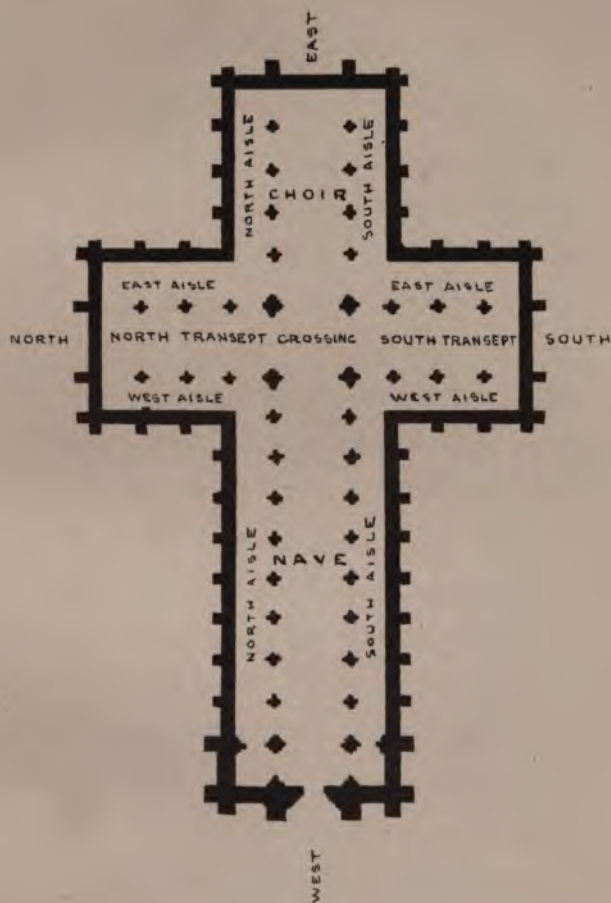 EAST
NORTH AISLE
SOUTH AISLE
CHOIR
EAST AISLE
EAST AISLE
NORTH
NORTH TRANSEPT
CROSSING
SOUTH TRANSEPT
SOUTH
WEST AISLE
WEST AISLE
NORTH AISLE
SOUTH AISLE
NAVE
WEST